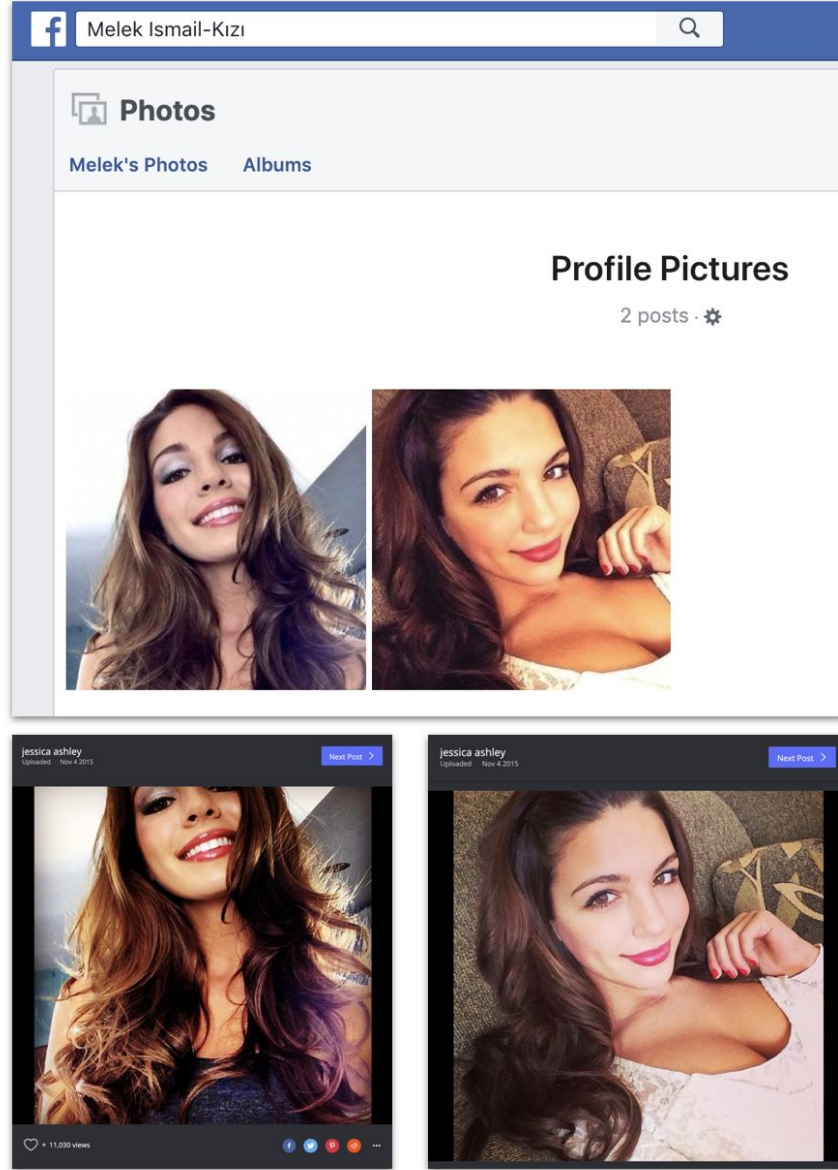 f
Melek Ismail-Kızı
Photos
Melek's Photos Albums
Profile Pictures
2 posts ·
jessica ashley
Uploaded Nov 4 2015
Next Post
11,030 views
jessica ashley
Uploaded Nov 4 2015
Next Post